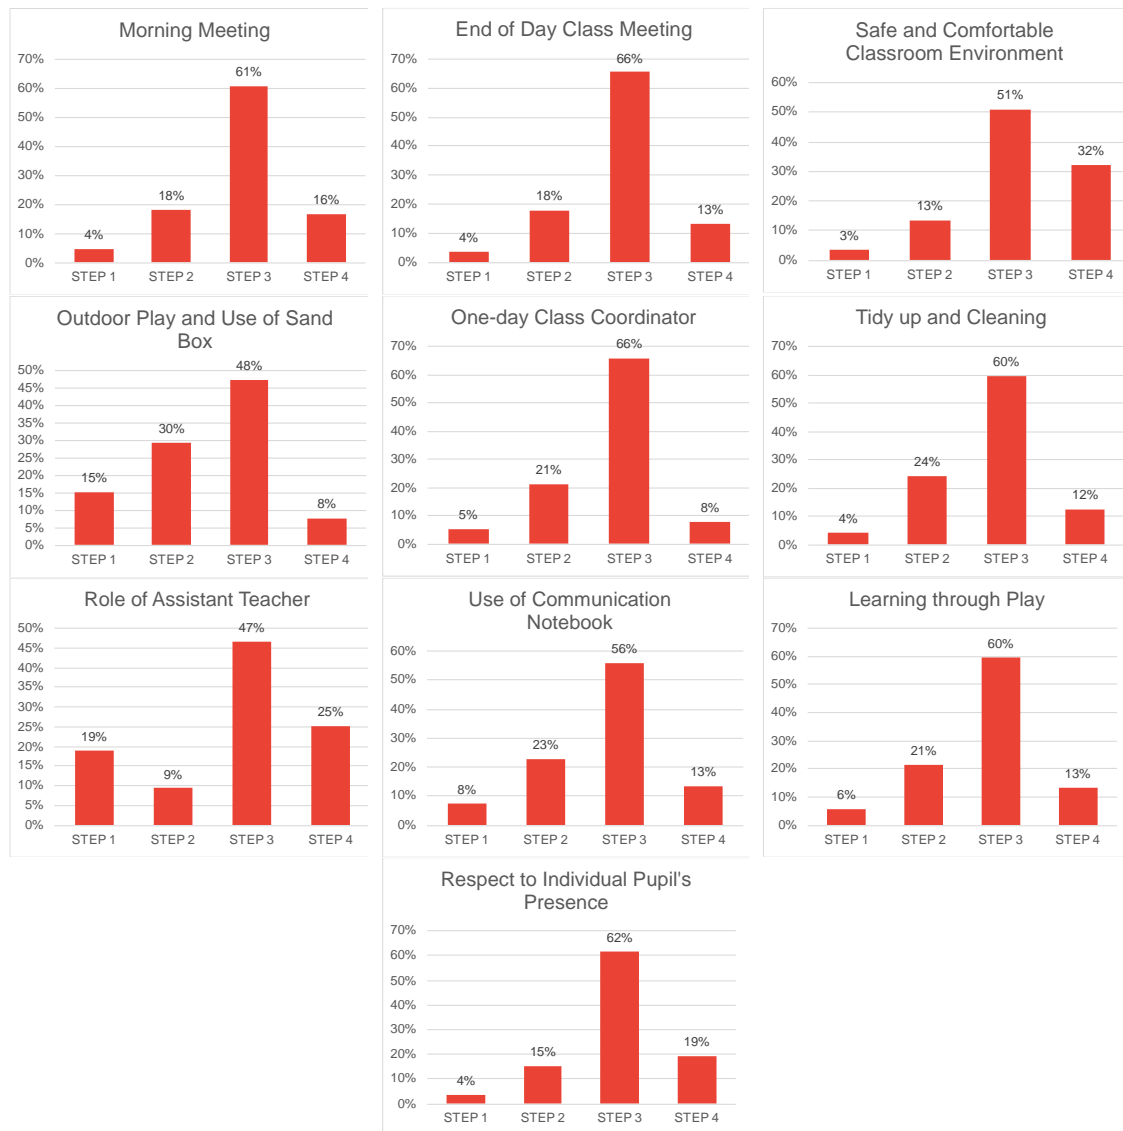 Morning Meeting
70%
60%
50%
40%
30%
20%
10%
0%
4%
18%
61%
16%
STEP 1
STEP 2
STEP 3
STEP 4
End of Day Class Meeting
70%
60%
50%
40%
30%
20%
10%
0%
4%
18%
66%
13%
STEP 1
STEP 2
STEP 3
STEP 4
Safe and Comfortable
Classroom Environment
60%
50%
40%
30%
20%
10%
0%
3%
13%
51%
32%
STEP 1
STEP 2
STEP 3
STEP 4
Outdoor Play and Use of Sand
Box
50%
45%
40%
35%
30%
25%
20%
15%
10%
5%
0%
15%
30%
48%
8%
STEP 1
STEP 2
STEP 3
STEP 4
One-day Class Coordinator
70%
60%
50%
40%
30%
20%
10%
0%
5%
21%
66%
8%
STEP 1
STEP 2
STEP 3
STEP 4
Tidy up and Cleaning
70%
60%
50%
40%
30%
20%
10%
0%
4%
24%
60%
12%
STEP 1
STEP 2
STEP 3
STEP 4
Role of Assistant Teacher
50%
45%
40%
35%
30%
25%
20%
15%
10%
5%
0%
19%
9%
47%
25%
STEP 1
STEP 2
STEP 3
STEP 4
Use of Communication
Notebook
60%
50%
40%
30%
20%
10%
0%
8%
23%
56%
13%
STEP 1
STEP 2
STEP 3
STEP 4
Learning through Play
70%
60%
50%
40%
30%
20%
10%
0%
6%
21%
60%
13%
STEP 1
STEP 2
STEP 3
STEP 4
Respect to Individual Pupil's
Presence
70%
60%
50%
40%
30%
20%
10%
0%
4%
15%
62%
19%
STEP 1
STEP 2
STEP 3
STEP 4